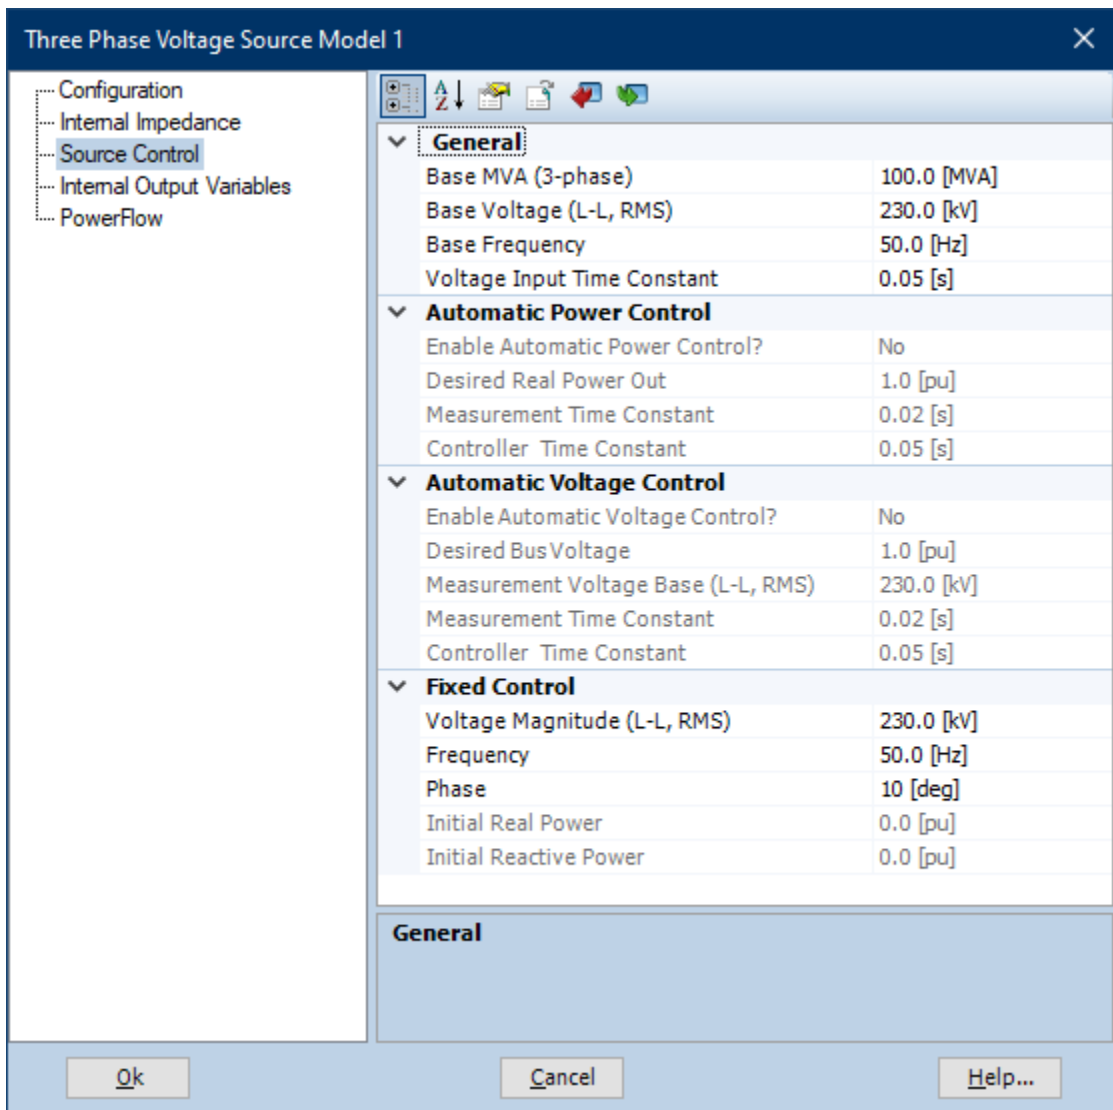 Three Phase Voltage Source Model 1
Configuration
Internal Impedance
Source Control
Internal Output Variables
PowerFlow
General
Base MVA (3-phase) 100.0 [MVA]
Base Voltage (L-L, RMS) 230.0 [kV]
Base Frequency 50.0 [Hz]
Voltage Input Time Constant 0.05 [s]
Automatic Power Control
Enable Automatic Power Control? No
Desired Real Power Out 1.0 [pu]
Measurement Time Constant 0.02 [s]
Controller Time Constant 0.05 [s]
Automatic Voltage Control
Enable Automatic Voltage Control? No
Desired Bus Voltage 1.0 [pu]
Measurement Voltage Base (L-L, RMS) 230.0 [kV]
Measurement Time Constant 0.02 [s]
Controller Time Constant 0.05 [s]
Fixed Control
Voltage Magnitude (L-L, RMS) 230.0 [kV]
Frequency 50.0 [Hz]
Phase 10 [deg]
Initial Real Power 0.0 [pu]
Initial Reactive Power 0.0 [pu]
General
Ok Cancel Help...